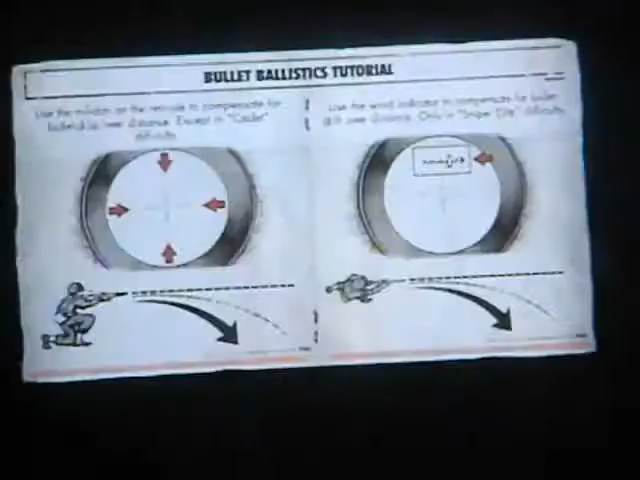 BULLET BALLISTICS TUTORIAL
Use the mildots on the reticule to compensate for
bullet drop over distance. Except in "Cadet"
difficulty.
Use the wind indicator to compensate for bullet
drift over distance. Only in "Sniper Elite" difficulty.